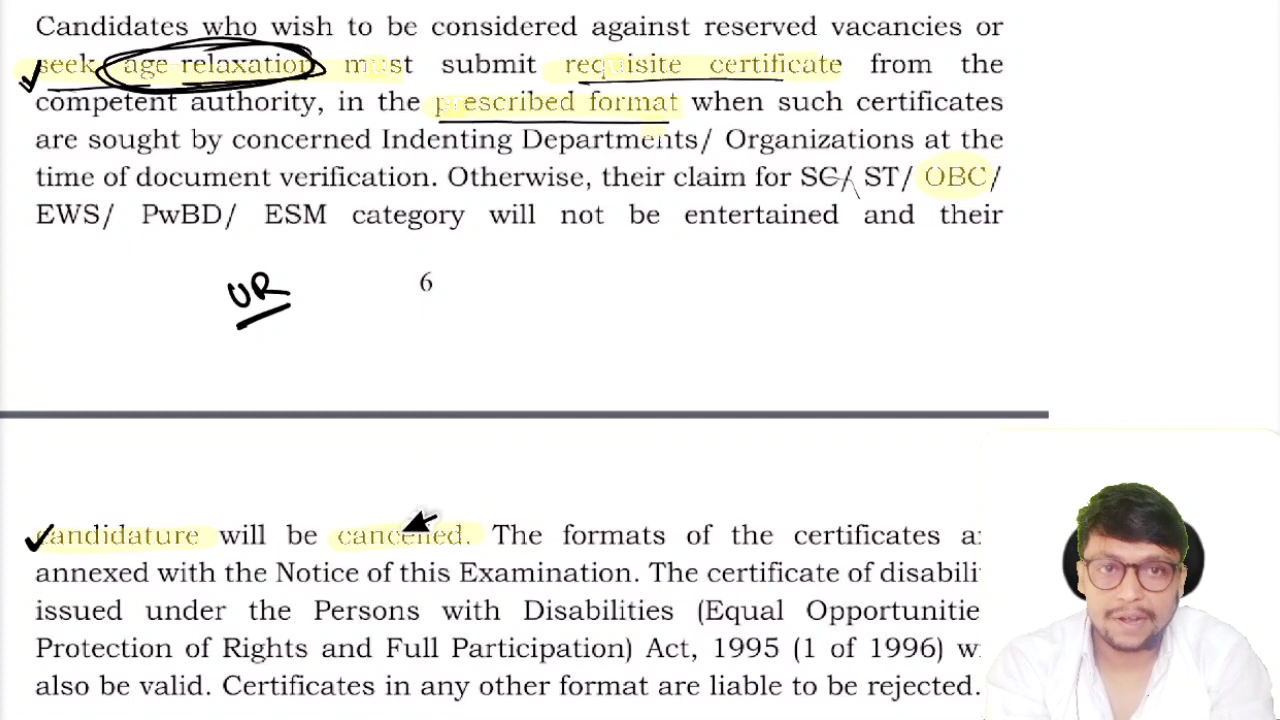 Candidates who wish to be considered against reserved vacancies or
seek age relaxation must submit requisite certificate from the
competent authority, in the prescribed format when such certificates
are sought by concerned Indenting Departments/ Organizations at the
time of document verification. Otherwise, their claim for SC/ ST/ OBC/
EWS/ PwBD/ ESM category will not be entertained and their
UR
6
candidature will be cancelled. The formats of the certificates a
annexed with the Notice of this Examination. The certificate of disabili
issued under the Persons with Disabilities (Equal Opportunitie
Protection of Rights and Full Participation) Act, 1995 (1 of 1996) w
also be valid. Certificates in any other format are liable to be rejected.